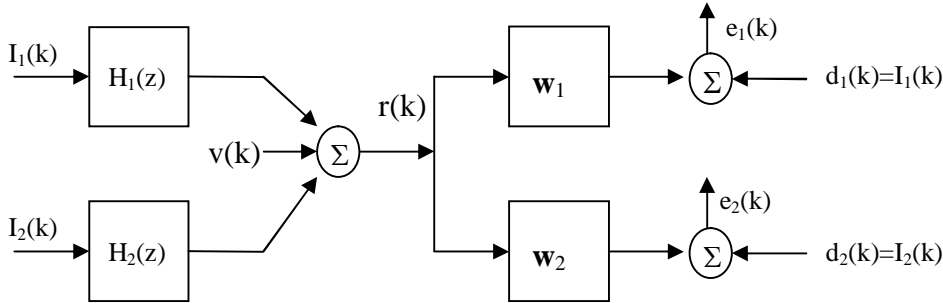 I₁(k)
H₁(z)
v(k)
Σ
r(k)
w₁
e₁(k)
Σ
d₁(k)=I₁(k)
I₂(k)
H₂(z)
w₂
e₂(k)
Σ
d₂(k)=I₂(k)